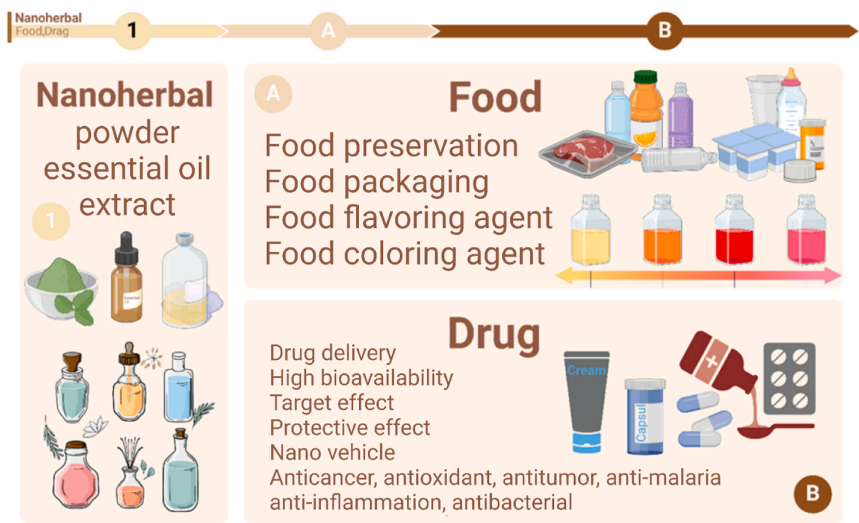 Nanoherbal
Food,Drag
1
A
B
Nanoherbal
powder
essential oil
extract
1
A
Food
Food preservation
Food packaging
Food flavoring agent
Food coloring agent
Drug
Drug delivery
High bioavailability
Target effect
Protective effect
Nano vehicle
Anticancer, antioxidant, antitumor, anti-malaria
anti-inflammation, antibacterial
Cream
Capsul
B